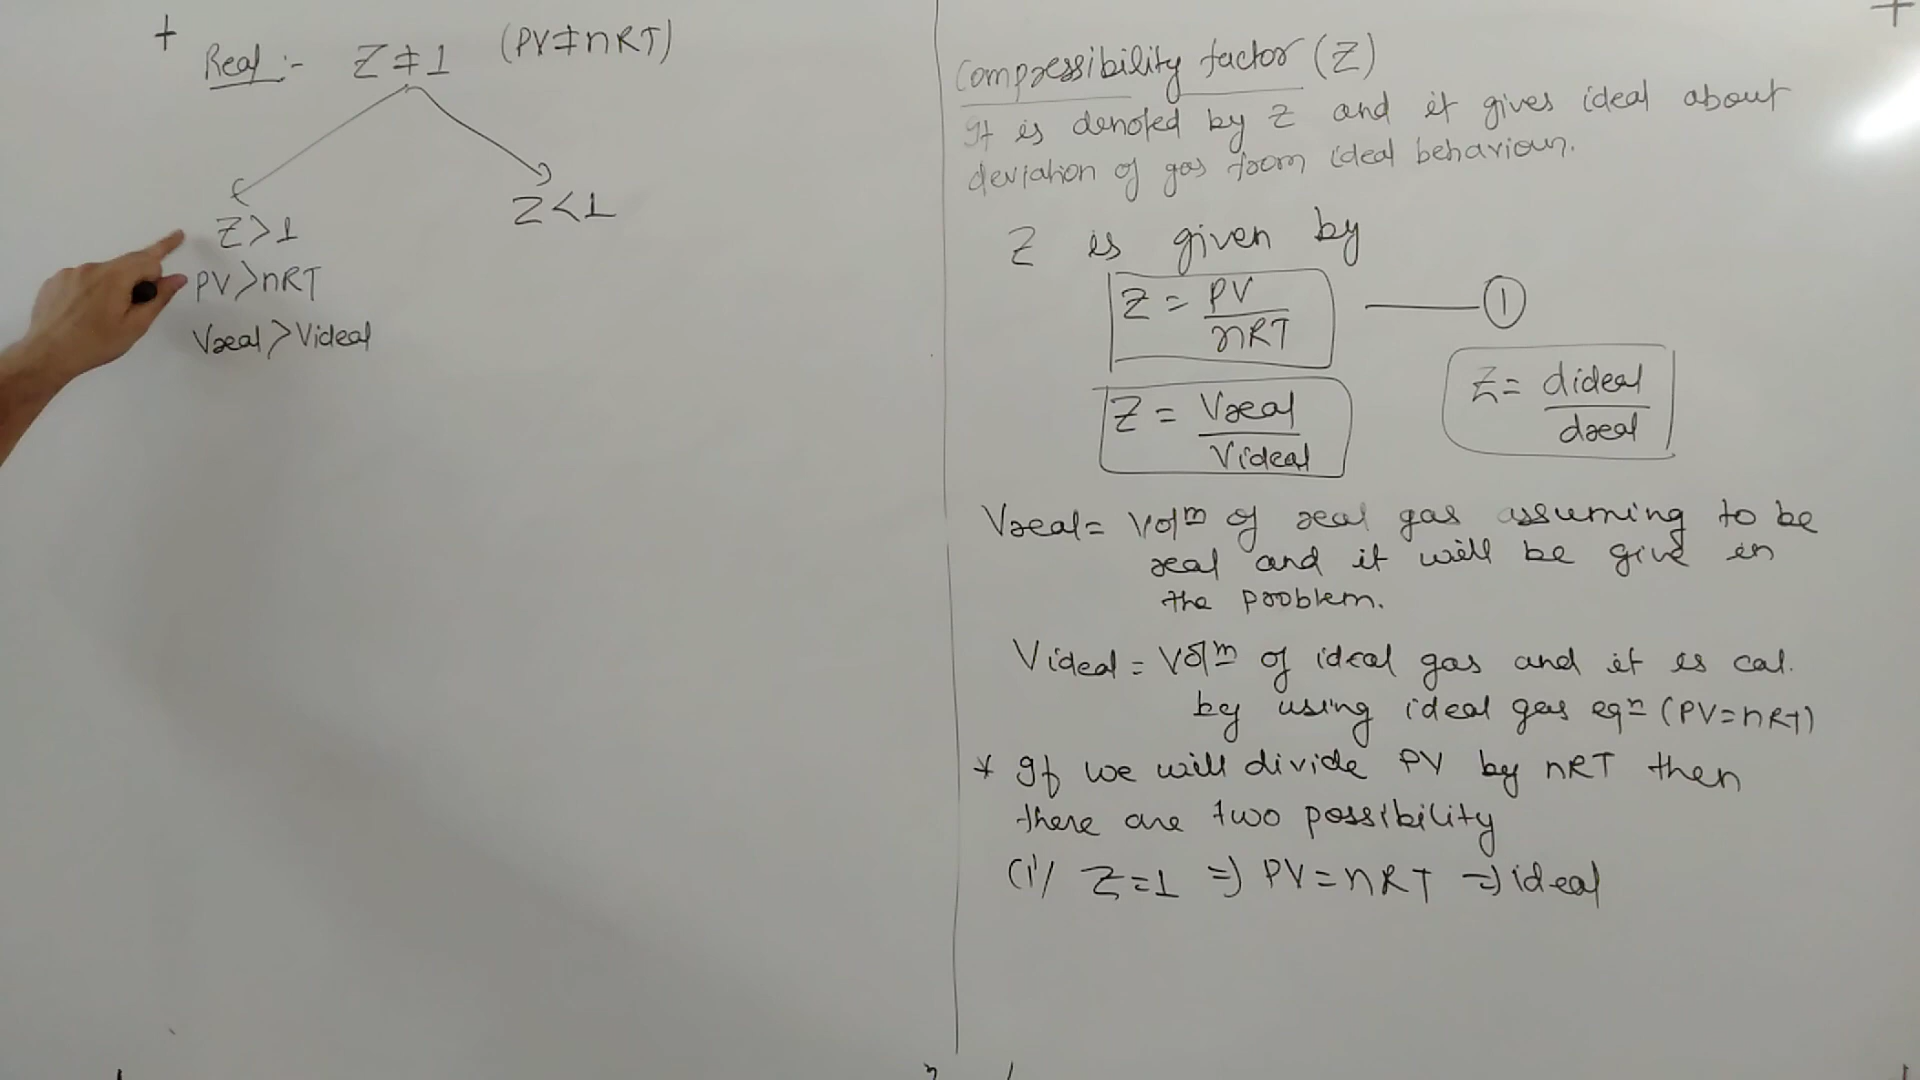 Real :- Z ≠ 1 (PV ≠ nRT)
Z > 1
Z < 1
PV > nRT
Vreal > Videal
Compressibility factor (Z)
It is denoted by Z and it gives ideal about
deviation of gas from ideal behaviour.
Z is given by
Z = PV / nRT ——— ①
Z = Vreal / Videal
Z = dideal / dreal
Vreal = Volm of real gas assuming to be
real and it will be give in
the problem.
Videal = Volm of ideal gas and it is cal.
by using ideal gas eqn (PV = nRT)
* If we will divide PV by nRT then
there are two possibility
(i) Z = 1 => PV = nRT => ideal